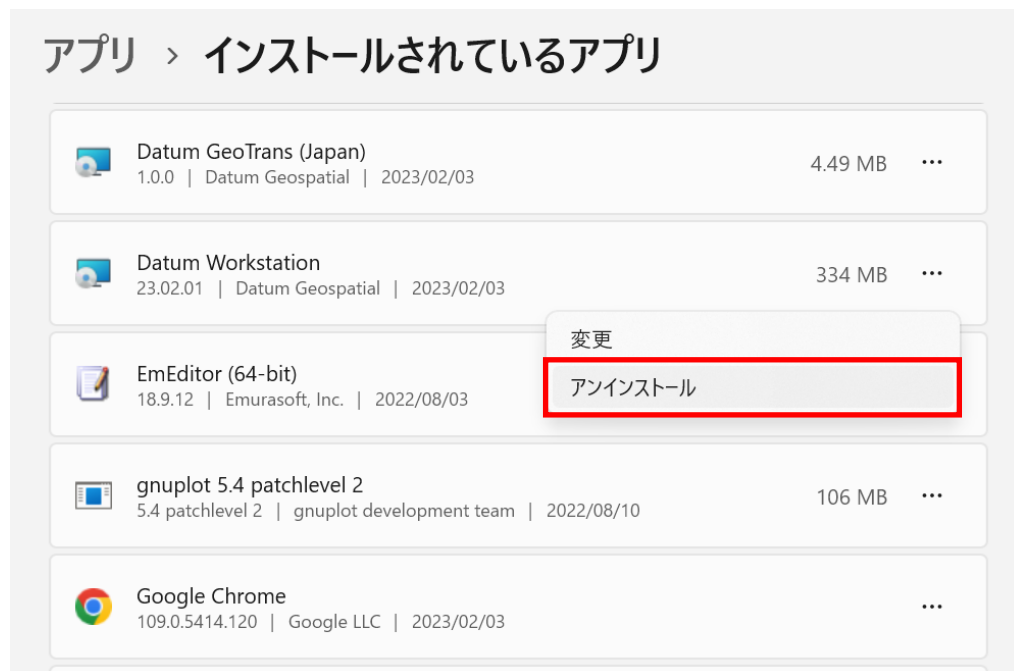 アプリ > インストールされているアプリ
Datum GeoTrans (Japan)
1.0.0 | Datum Geospatial | 2023/02/03
4.49 MB
Datum Workstation
23.02.01 | Datum Geospatial | 2023/02/03
334 MB
変更
アンインストール
EmEditor (64-bit)
18.9.12 | Emurasoft, Inc. | 2022/08/03
gnuplot 5.4 patchlevel 2
5.4 patchlevel 2 | gnuplot development team | 2022/08/10
106 MB
Google Chrome
109.0.5414.120 | Google LLC | 2023/02/03